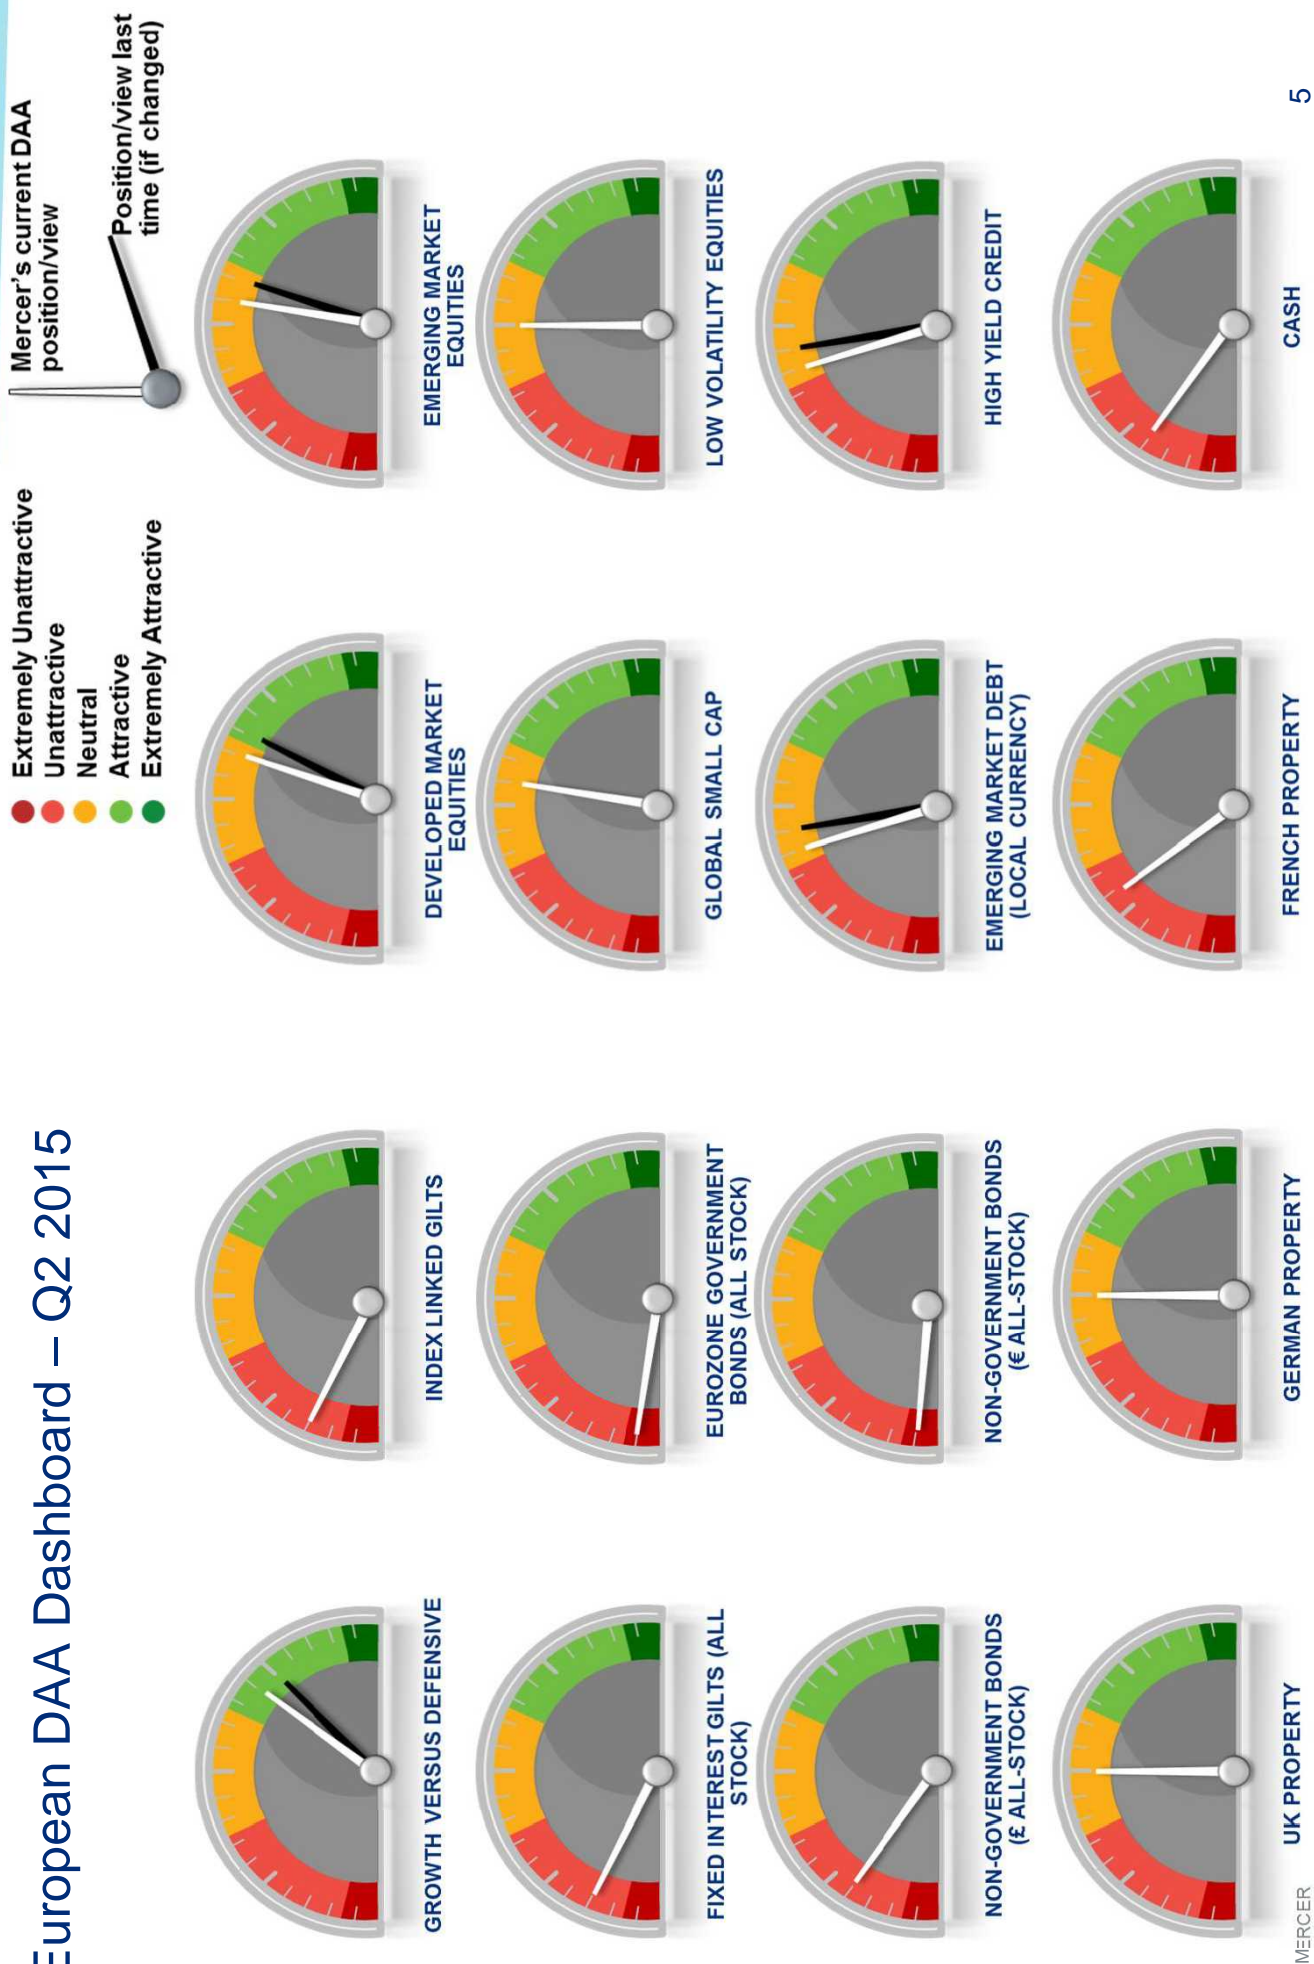 European DAA Dashboard – Q2 2015
Extremely Unattractive
Unattractive
Neutral
Attractive
Extremely Attractive
Mercer's current DAA
position/view
Position/view last
time (if changed)
GROWTH VERSUS DEFENSIVE
INDEX LINKED GILTS
DEVELOPED MARKET
EQUITIES
EMERGING MARKET
EQUITIES
FIXED INTEREST GILTS (ALL
STOCK)
EUROZONE GOVERNMENT
BONDS (ALL STOCK)
GLOBAL SMALL CAP
LOW VOLATILITY EQUITIES
NON-GOVERNMENT BONDS
(£ ALL-STOCK)
NON-GOVERNMENT BONDS
(€ ALL-STOCK)
EMERGING MARKET DEBT
(LOCAL CURRENCY)
HIGH YIELD CREDIT
UK PROPERTY
GERMAN PROPERTY
FRENCH PROPERTY
CASH
MERCER
5